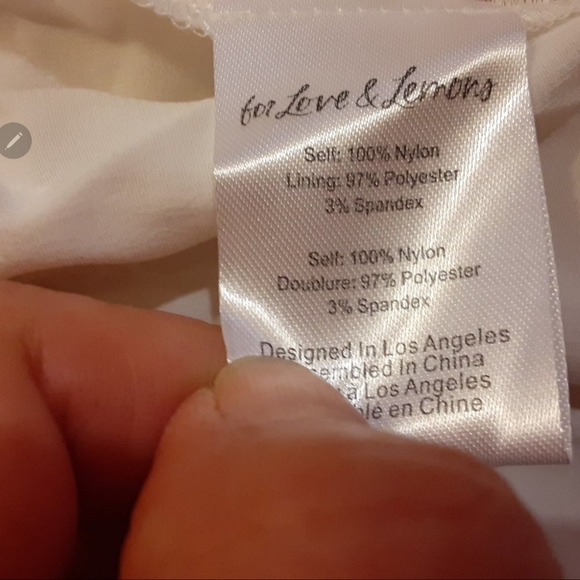 for Love & Lemons
Self: 100% Nylon
Lining: 97% Polyester
3% Spandex
Self: 100% Nylon
Doublure: 97% Polyester
3% Spandex
Designed In Los Angeles
In China
à Los Angeles
en Chine